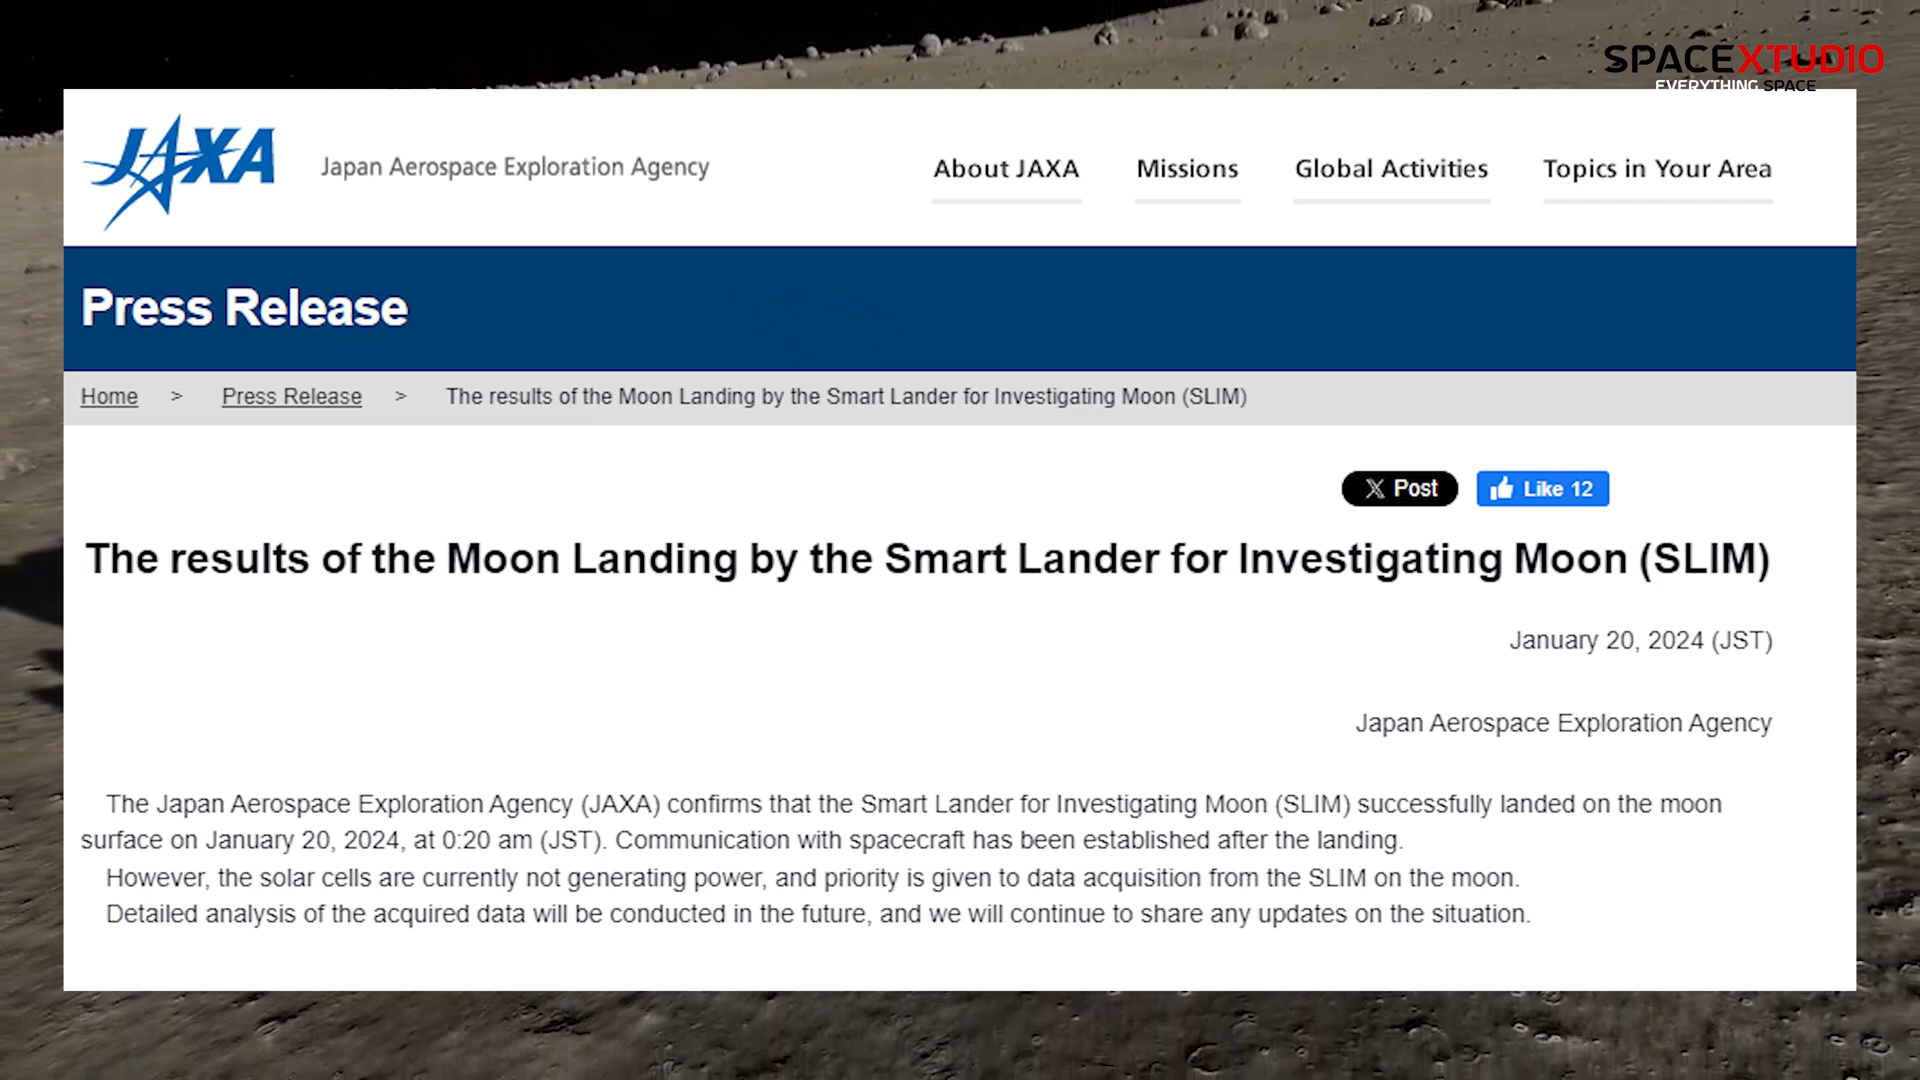 SPACEXTUDIO
EVERYTHING SPACE
JAXA
Japan Aerospace Exploration Agency
About JAXA Missions Global Activities Topics in Your Area
Press Release
Home > Press Release > The results of the Moon Landing by the Smart Lander for Investigating Moon (SLIM)
X Post Like 12
The results of the Moon Landing by the Smart Lander for Investigating Moon (SLIM)
January 20, 2024 (JST)
Japan Aerospace Exploration Agency
The Japan Aerospace Exploration Agency (JAXA) confirms that the Smart Lander for Investigating Moon (SLIM) successfully landed on the moon
surface on January 20, 2024, at 0:20 am (JST). Communication with spacecraft has been established after the landing.
However, the solar cells are currently not generating power, and priority is given to data acquisition from the SLIM on the moon.
Detailed analysis of the acquired data will be conducted in the future, and we will continue to share any updates on the situation.